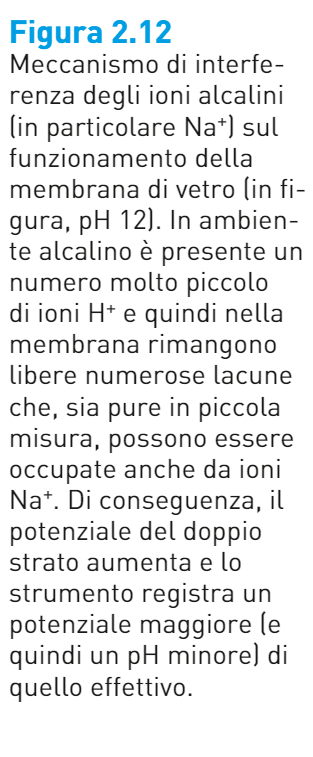 Figura 2.12
Meccanismo di interfe-
renza degli ioni alcalini
(in particolare Na⁺) sul
funzionamento della
membrana di vetro (in fi-
gura, pH 12). In ambien-
te alcalino è presente un
numero molto piccolo
di ioni H⁺ e quindi nella
membrana rimangono
libere numerose lacune
che, sia pure in piccola
misura, possono essere
occupate anche da ioni
Na⁺. Di conseguenza, il
potenziale del doppio
strato aumenta e lo
strumento registra un
potenziale maggiore (e
quindi un pH minore) di
quello effettivo.